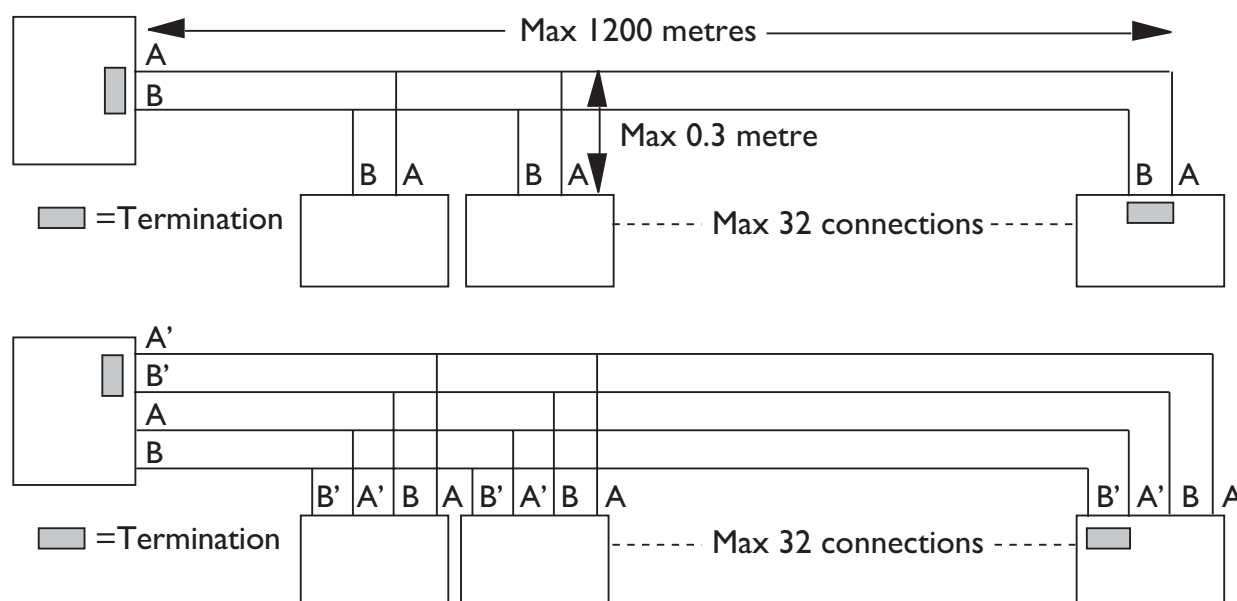 Max 1200 metres
A
B
Max 0.3 metre
B A B A B A
=Termination
Max 32 connections
A’
B’
A
B
B’ A’ B A B’ A’ B A B’ A’ B A
=Termination
Max 32 connections